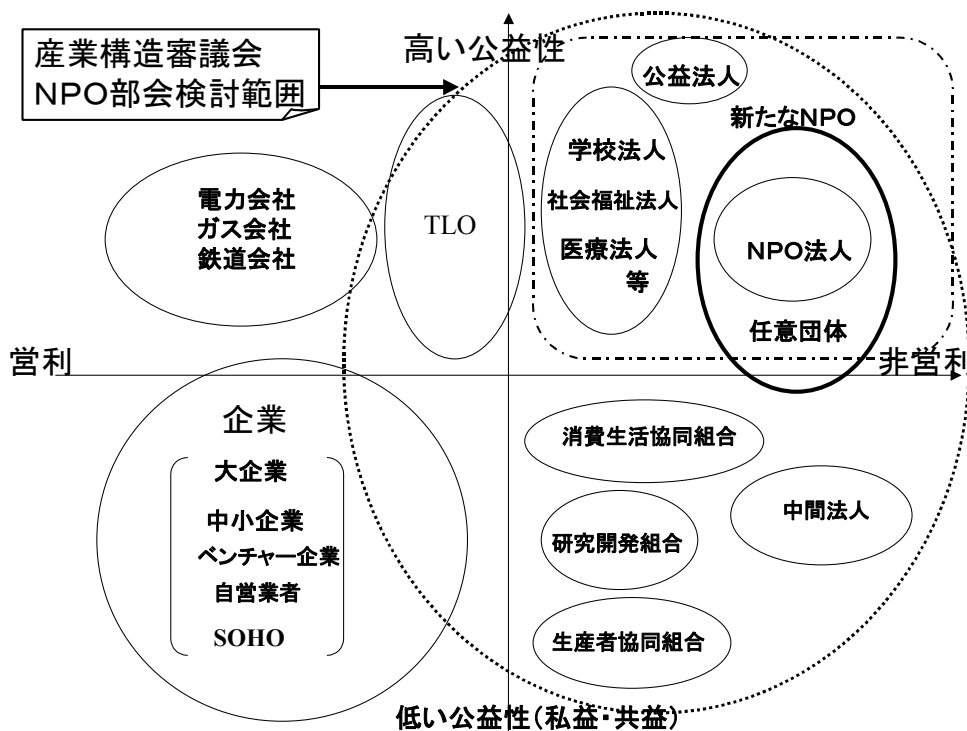 産業構造審議会
NPO部会検討範囲
高い公益性
公益法人
新たなNPO
学校法人
社会福祉法人
医療法人
等
NPO法人
任意団体
電力会社
ガス会社
鉄道会社
TLO
営利
非営利
企業
大企業
中小企業
ベンチャー企業
自営業者
SOHO
消費生活協同組合
中間法人
研究開発組合
生産者協同組合
低い公益性(私益・共益)